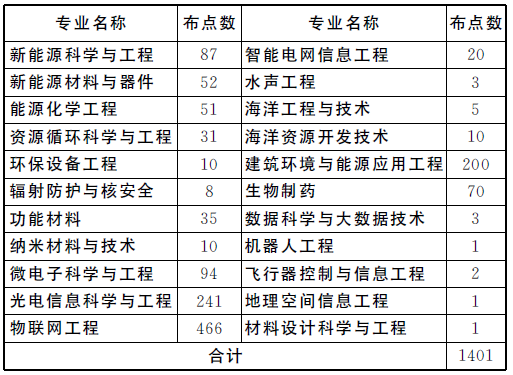 专业名称 布点数 专业名称 布点数
新能源科学与工程 87 智能电网信息工程 20
新能源材料与器件 52 水声工程 3
能源化学工程 51 海洋工程与技术 5
资源循环科学与工程 31 海洋资源开发技术 10
环保设备工程 10 建筑环境与能源应用工程 200
辐射防护与核安全 8 生物制药 70
功能材料 35 数据科学与大数据技术 3
纳米材料与技术 10 机器人工程 1
微电子科学与工程 94 飞行器控制与信息工程 2
光电信息科学与工程 241 地理空间信息工程 1
物联网工程 466 材料设计科学与工程 1
合计 1401